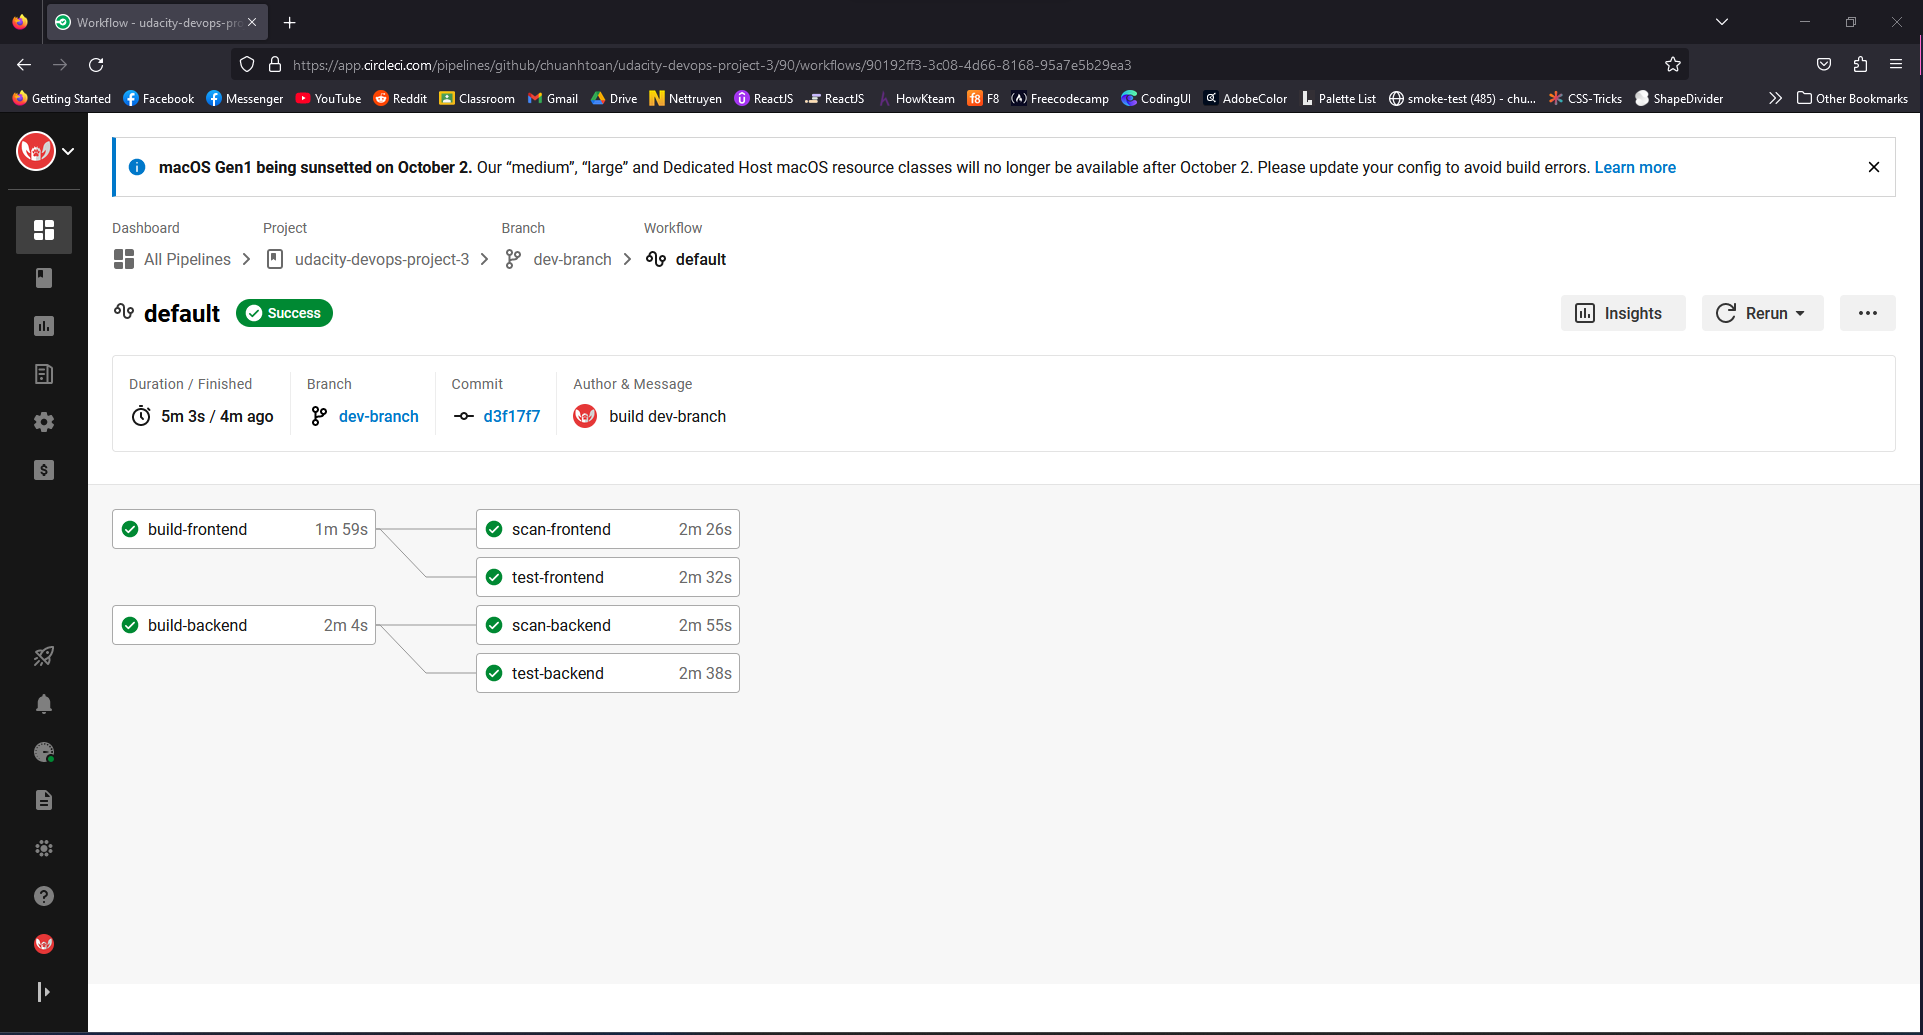 Workflow - udacity-devops-pro
https://app.circleci.com/pipelines/github/chuanhtoan/udacity-devops-project-3/90/workflows/90192ff3-3c08-4d66-8168-95a7e5b29ea3
Getting Started Facebook Messenger YouTube Reddit Classroom Gmail Drive Nettruyen ReactJS ReactJS HowKteam F8 Freecodecamp CodingUI AdobeColor Palette List smoke-test (485) - chu... CSS-Tricks ShapeDivider Other Bookmarks
macOS Gen1 being sunsetted on October 2. Our “medium”, “large” and Dedicated Host macOS resource classes will no longer be available after October 2. Please update your config to avoid build errors. Learn more
Dashboard Project Branch Workflow
All Pipelines udacity-devops-project-3 dev-branch default
default Success Insights Rerun
Duration / Finished Branch Commit Author & Message
5m 3s / 4m ago dev-branch d3f17f7 build dev-branch
build-frontend 1m 59s scan-frontend 2m 26s
test-frontend 2m 32s
build-backend 2m 4s scan-backend 2m 55s
test-backend 2m 38s